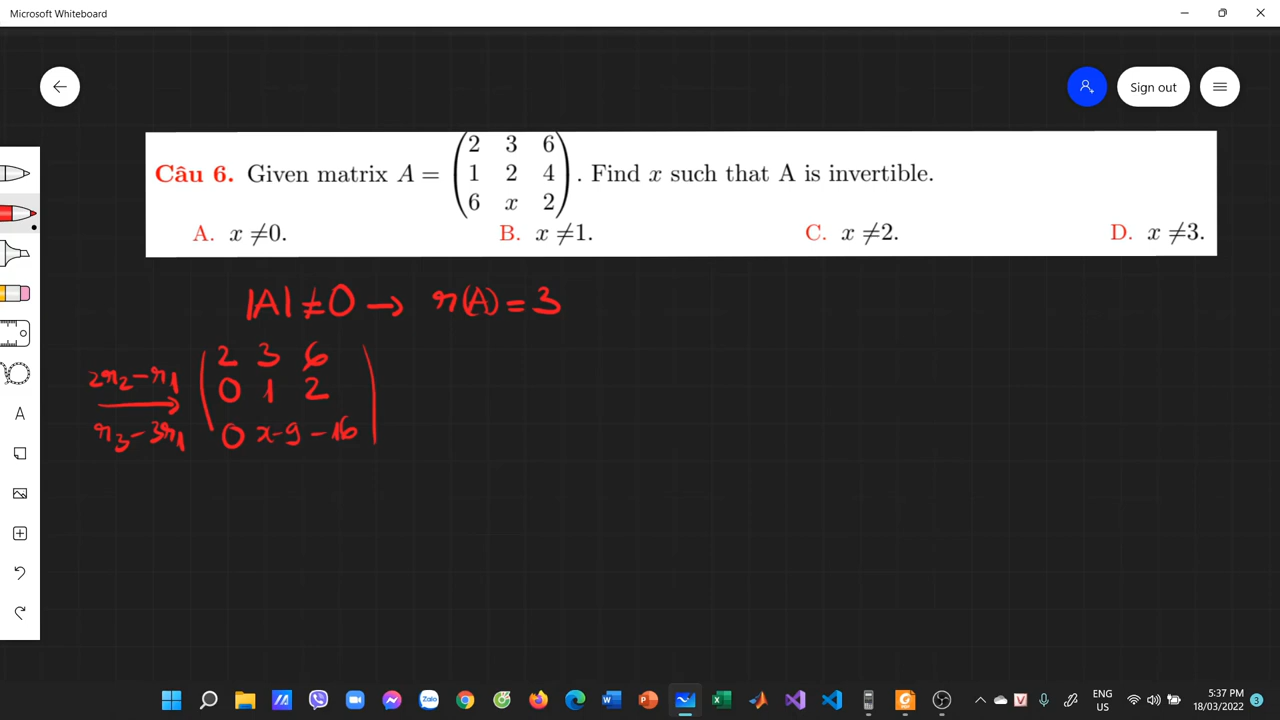 Microsoft Whiteboard
Sign out
Câu 6. Given matrix A = (2 3 6
1 2 4
6 x 2). Find x such that A is invertible.
A. x ≠0. B. x ≠1. C. x ≠2. D. x ≠3.
|A| ≠ 0 → r(A) = 3
2r2 − r1
r3 − 3r1
2 3 6
0 1 2
0 x-9 -16
A
Zalo
ENG
US
5:37 PM
18/03/2022
3